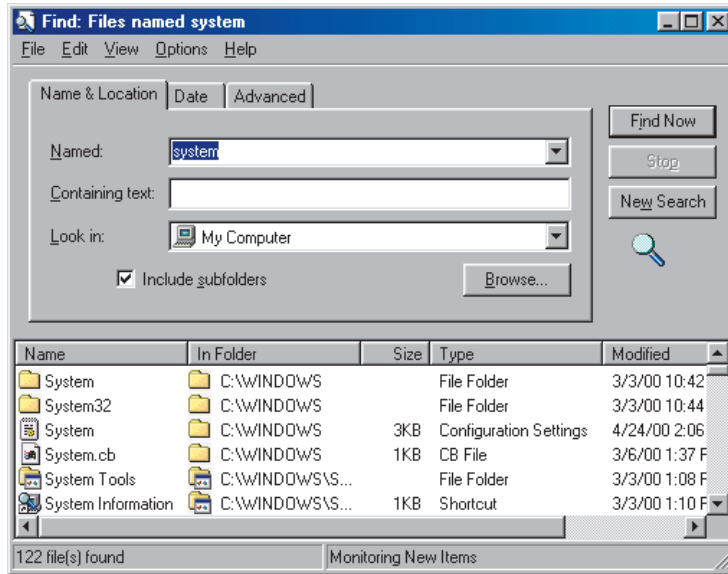 Find: Files named system
File Edit View Options Help
Name & Location Date Advanced
Named: system
Containing text:
Look in: My Computer
Include subfolders Browse...
Find Now
Stop
New Search
Name In Folder Size Type Modified
System C:\WINDOWS File Folder 3/3/00 10:42
System32 C:\WINDOWS File Folder 3/3/00 10:44
System C:\WINDOWS 3KB Configuration Settings 4/24/00 2:06
System.cb C:\WINDOWS 1KB CB File 3/6/00 1:37 P
System Tools C:\WINDOWS\S... File Folder 3/3/00 1:08 P
System Information C:\WINDOWS\S... 1KB Shortcut 3/3/00 1:10 P
122 file(s) found Monitoring New Items